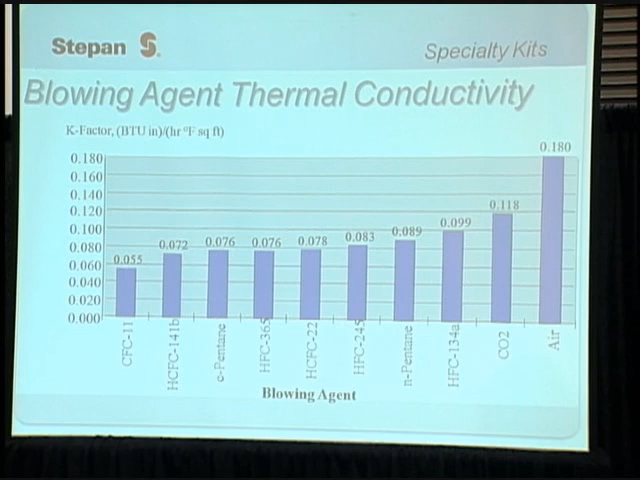 Stepan S
Specialty Kits
Blowing Agent Thermal Conductivity
K-Factor, (BTU in)/(hr °F sq ft)
0.180
0.160
0.140
0.120
0.100
0.080
0.060
0.040
0.020
0.000
0.055
0.072
0.076
0.076
0.078
0.083
0.089
0.099
0.118
0.180
CFC-11
HCFC-141b
c-Pentane
HFC-365
HCFC-22
HFC-245
n-Pentane
HFC-134a
CO2
Air
Blowing Agent